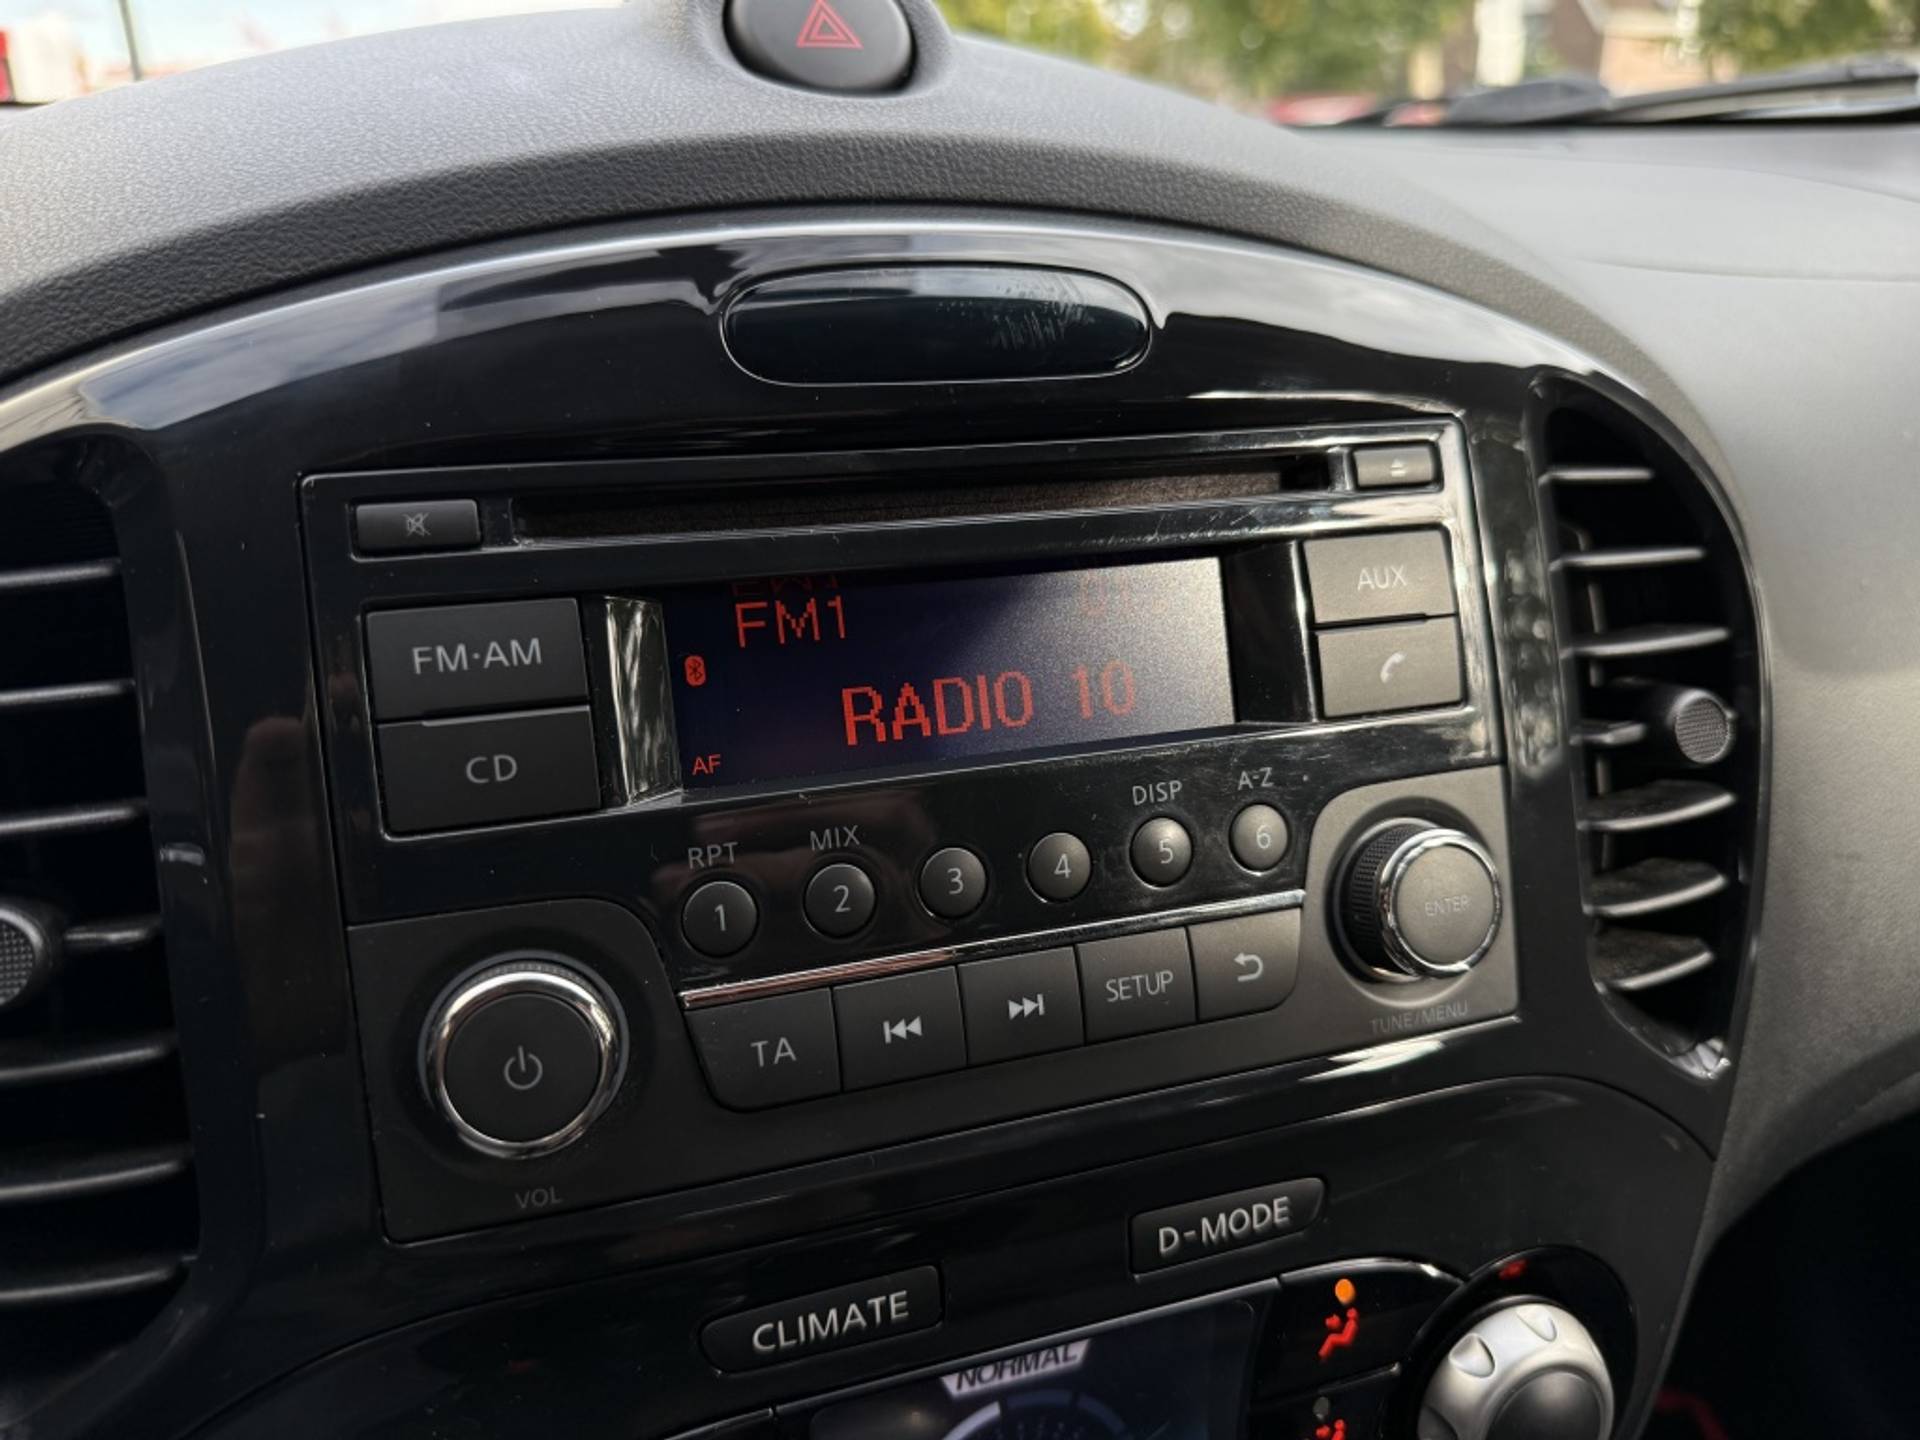 FM1
RADIO 10
AF
FM·AM
CD
AUX
RPT
MIX
DISP
A-Z
1
2
3
4
5
6
ENTER
TUNE/MENU
TA
SETUP
VOL
D-MODE
CLIMATE
NORMAL